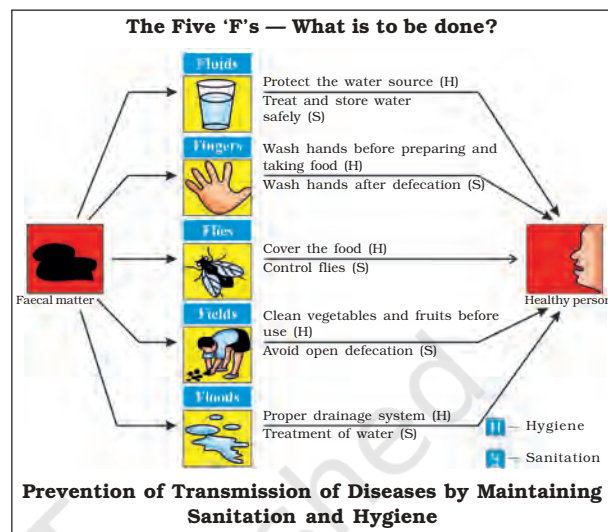 The Five ‘F’s — What is to be done?
Fluids
Protect the water source (H)
Treat and store water
safely (S)
Fingers
Wash hands before preparing and
taking food (H)
Wash hands after defecation (S)
Flies
Cover the food (H)
Control flies (S)
Faecal matter
Healthy person
Fields
Clean vegetables and fruits before
use (H)
Avoid open defecation (S)
Floods
Proper drainage system (H)
Treatment of water (S)
H — Hygiene
S — Sanitation
Prevention of Transmission of Diseases by Maintaining
Sanitation and Hygiene